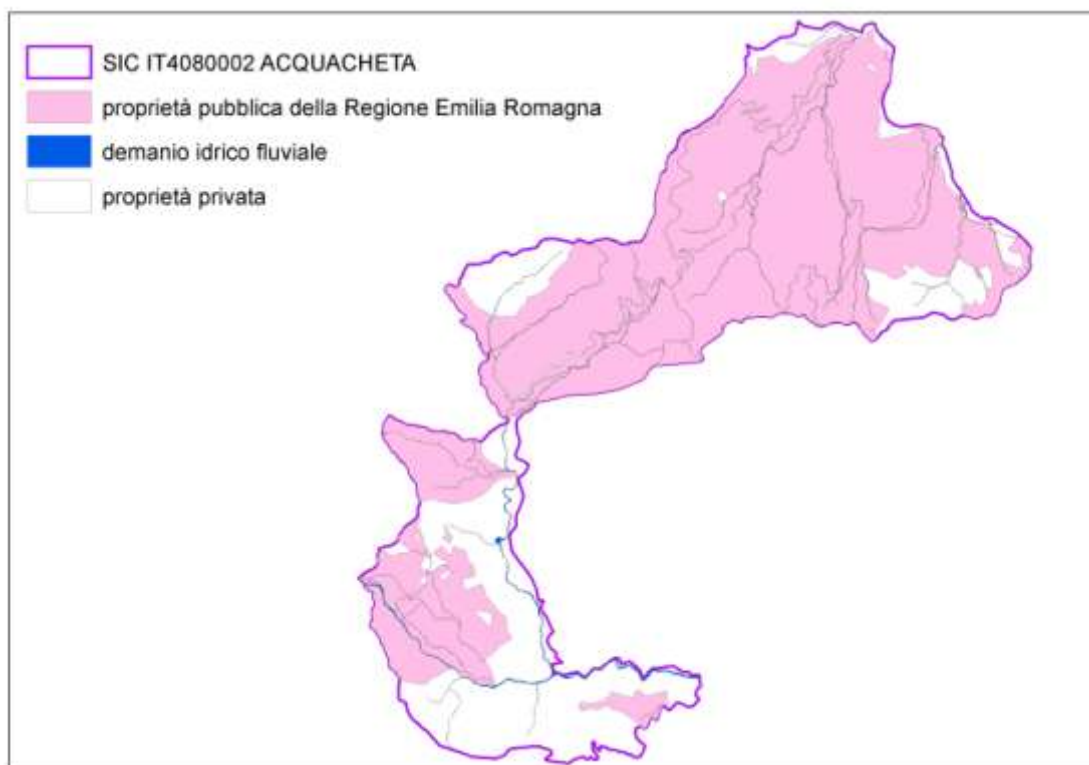 SIC IT4080002 ACQUACHETA
proprietà pubblica della Regione Emilia Romagna
demanio idrico fluviale
proprietà privata